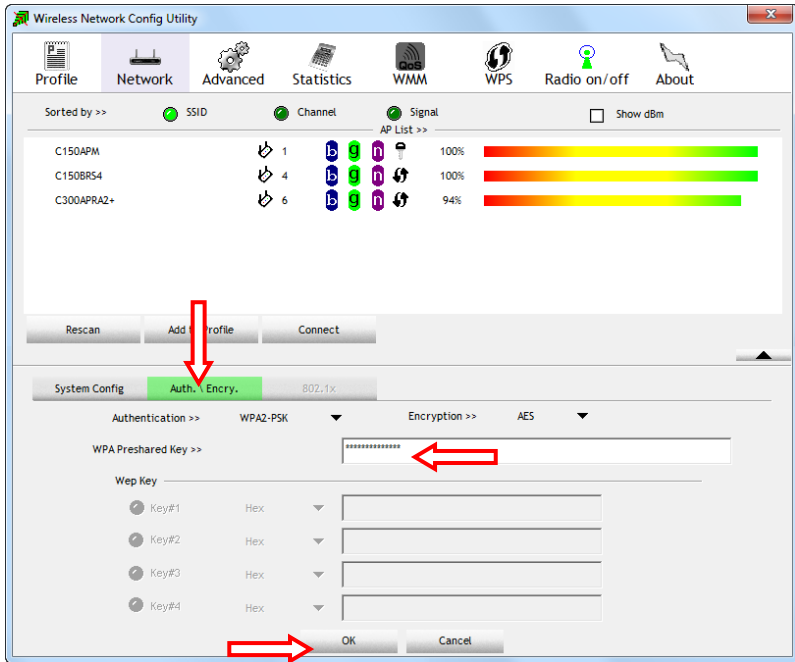 Wireless Network Config Utility
Profile Network Advanced Statistics QoS WMM WPS Radio on/off About
Sorted by >> SSID Channel Signal Show dBm
AP List >>
C150APM 1 b g n 100%
C150BRS4 4 b g n 100%
C300APRA2+ 6 b g n 94%
Rescan Add Profile Connect
System Config Auth. \ Encry. 802.1x
Authentication >> WPA2-PSK Encryption >> AES
WPA Preshared Key >> **************
Wep Key
Key#1 Hex
Key#2 Hex
Key#3 Hex
Key#4 Hex
OK Cancel